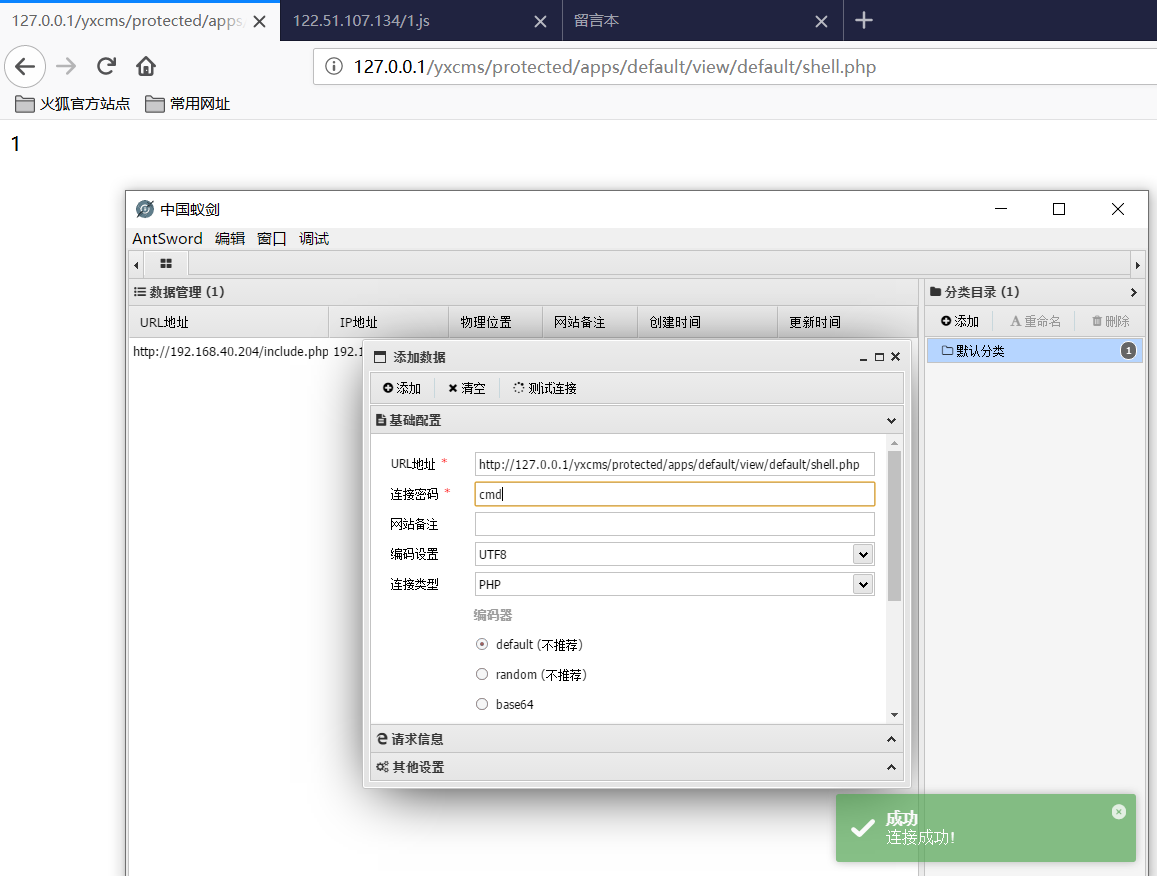 127.0.0.1/yxcms/protected/apps/ 122.51.107.134/1.js 留言本
127.0.0.1/yxcms/protected/apps/default/view/default/shell.php
火狐官方站点 常用网址
1
中国蚁剑
AntSword 编辑 窗口 调试
数据管理 (1) 分类目录 (1)
URL地址 IP地址 物理位置 网站备注 创建时间 更新时间 添加 重命名 删除
http://192.168.40.204/include.php 192.1 默认分类 1
添加数据
添加 清空 测试连接
基础配置
URL地址 * http://127.0.0.1/yxcms/protected/apps/default/view/default/shell.php
连接密码 * cmd
网站备注
编码设置 UTF8
连接类型 PHP
编码器
default (不推荐)
random (不推荐)
base64
请求信息
其他设置
成功
连接成功!